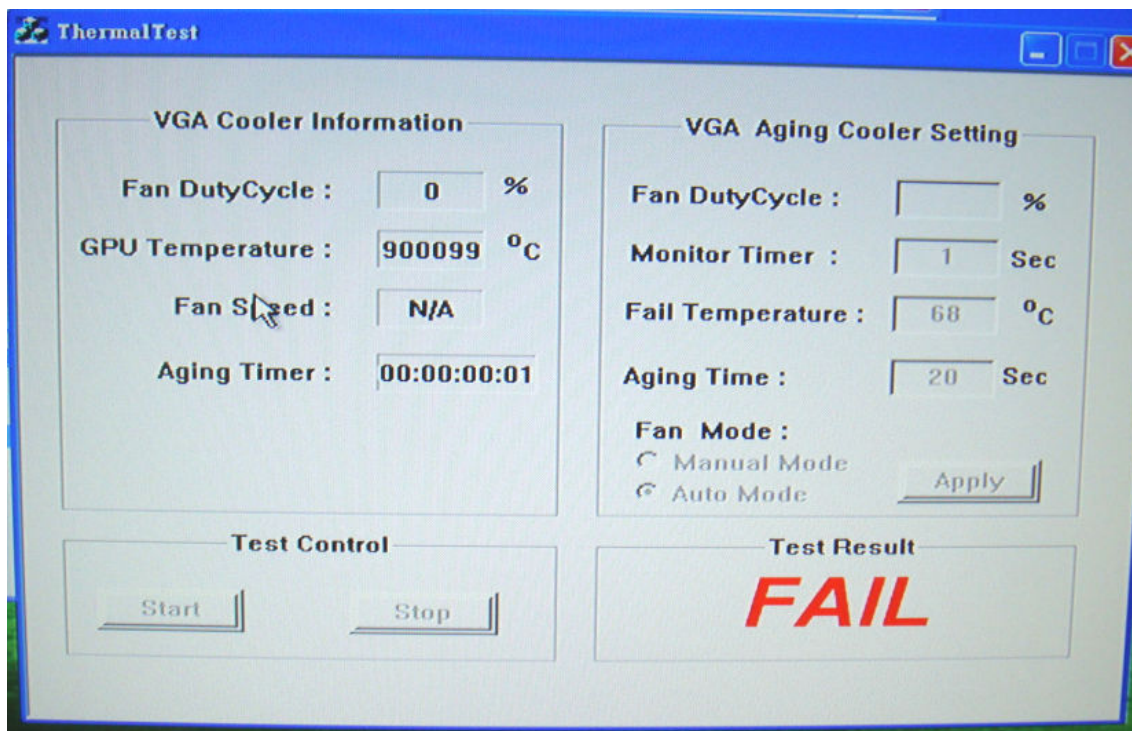 ThermalTest
VGA Cooler Information
Fan DutyCycle : 0 %
GPU Temperature : 900099 ºC
Fan Speed : N/A
Aging Timer : 00:00:00:01
VGA Aging Cooler Setting
Fan DutyCycle : %
Monitor Timer : 1 Sec
Fail Temperature : 68 ºC
Aging Time : 20 Sec
Fan Mode :
Manual Mode
Auto Mode
Apply
Test Control
Start
Stop
Test Result
FAIL